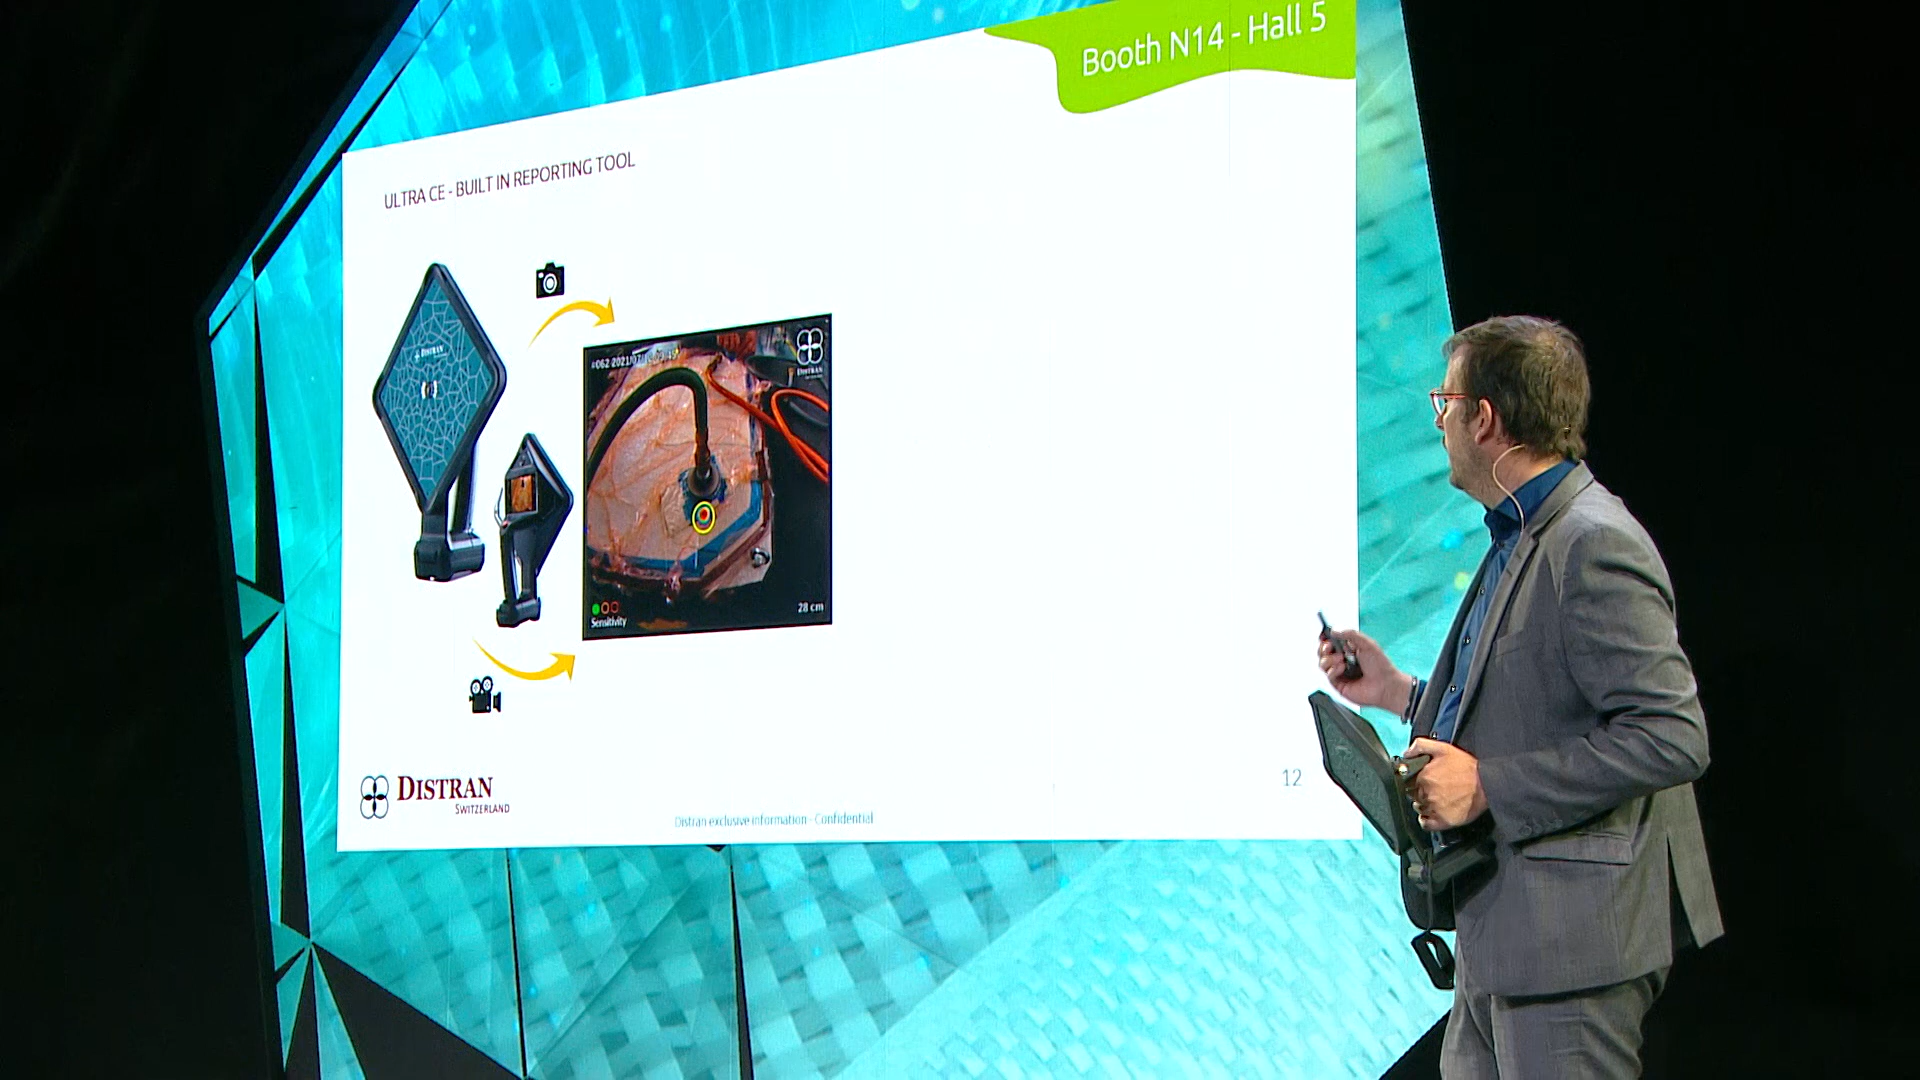 Booth N14 - Hall 5
ULTRA CE - BUILT IN REPORTING TOOL
DISTRAN
DISTRAN
Sensitivity
28 cm
DISTRAN
SWITZERLAND
Distran exclusive information - Confidential
12